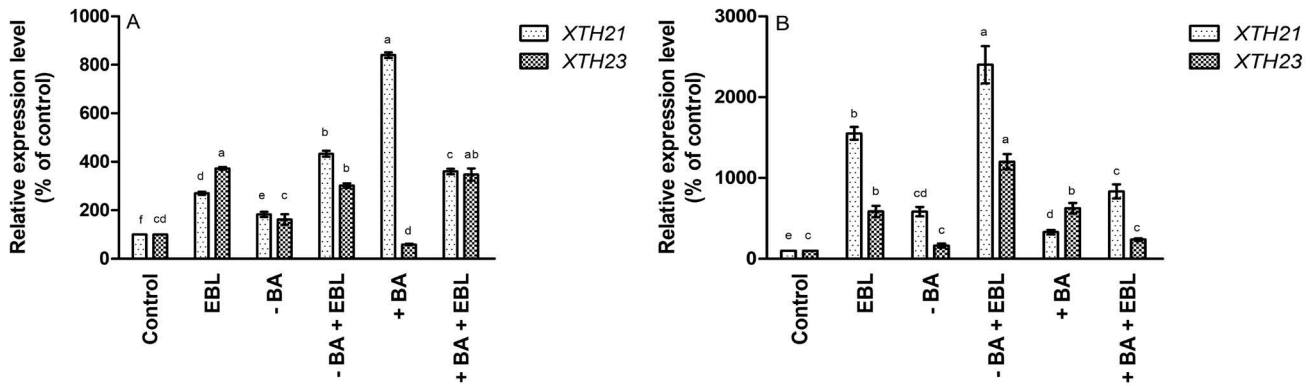 A
XTH21
XTH23
Relative expression level
(% of control)
1000
800
600
400
200
0
f
cd
d
a
e
c
b
b
a
d
c
ab
Control
EBL
- BA
- BA + EBL
+ BA
+ BA + EBL
B
XTH21
XTH23
Relative expression level
(% of control)
3000
2000
1000
0
e
c
b
b
cd
c
a
a
d
b
c
c
Control
EBL
- BA
- BA + EBL
+ BA
+ BA + EBL